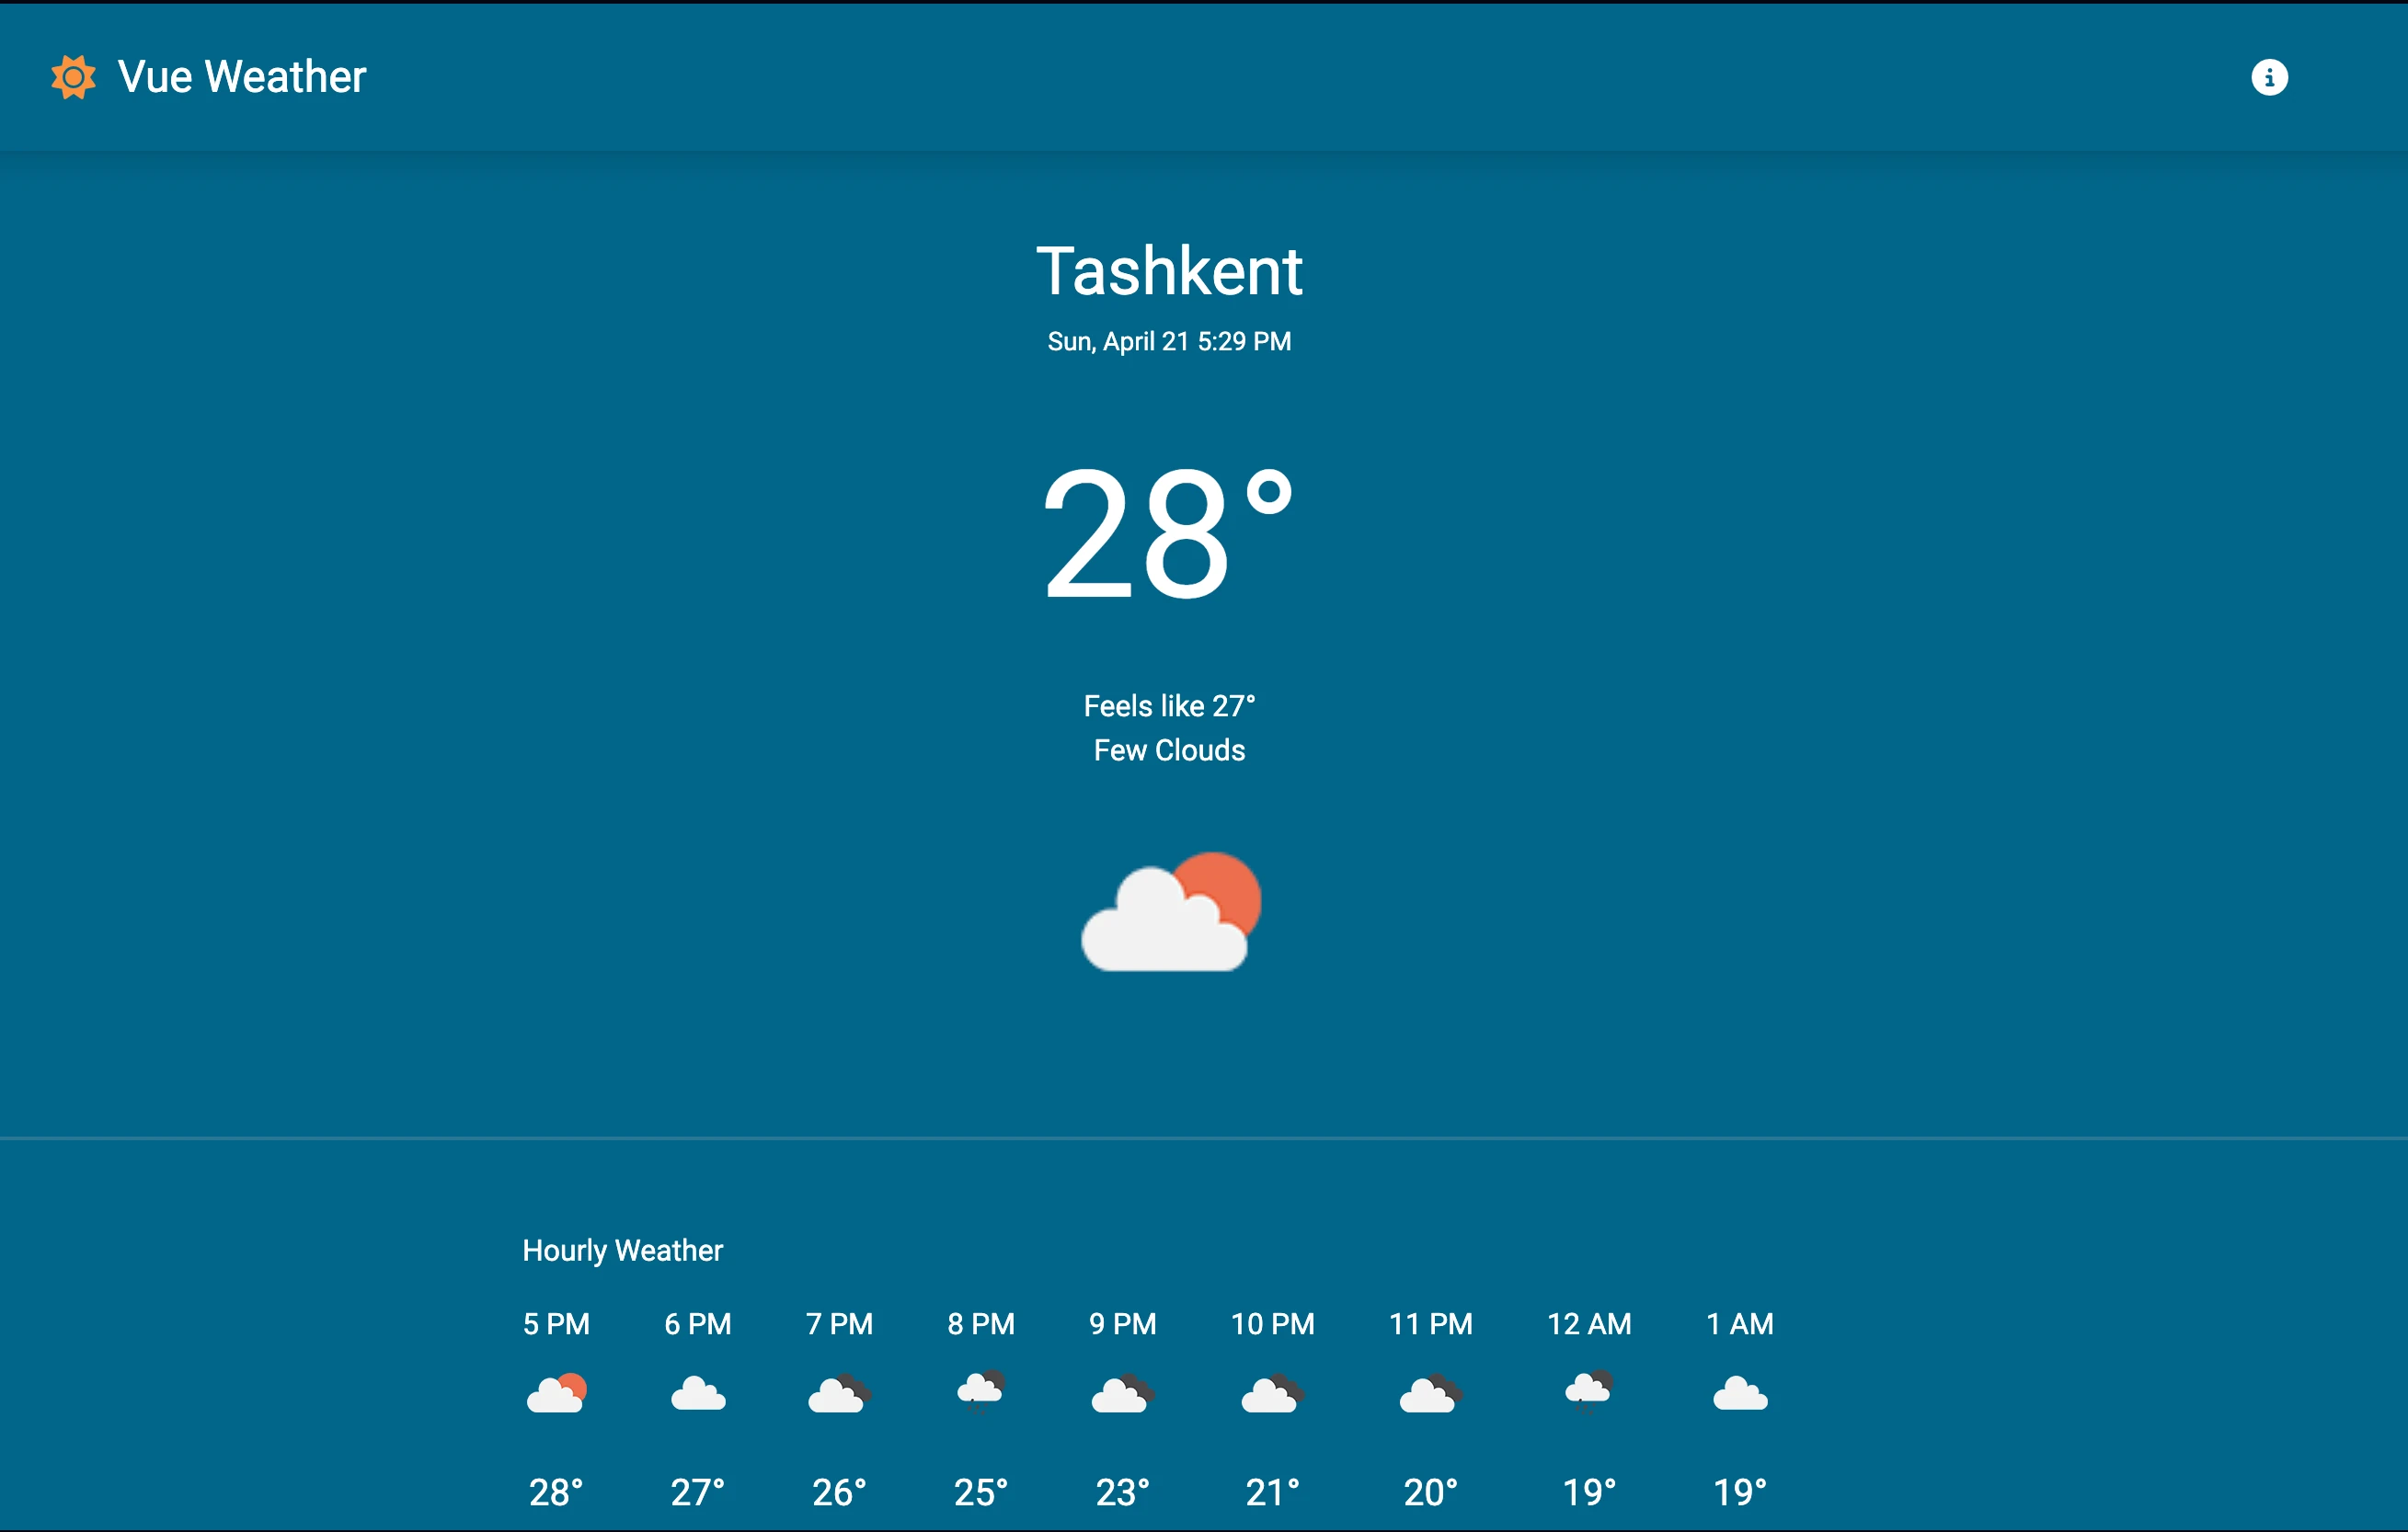 Vue Weather
Tashkent
Sun, April 21 5:29 PM
28°
Feels like 27°
Few Clouds
Hourly Weather
5 PM 6 PM 7 PM 8 PM 9 PM 10 PM 11 PM 12 AM 1 AM
28° 27° 26° 25° 23° 21° 20° 19° 19°